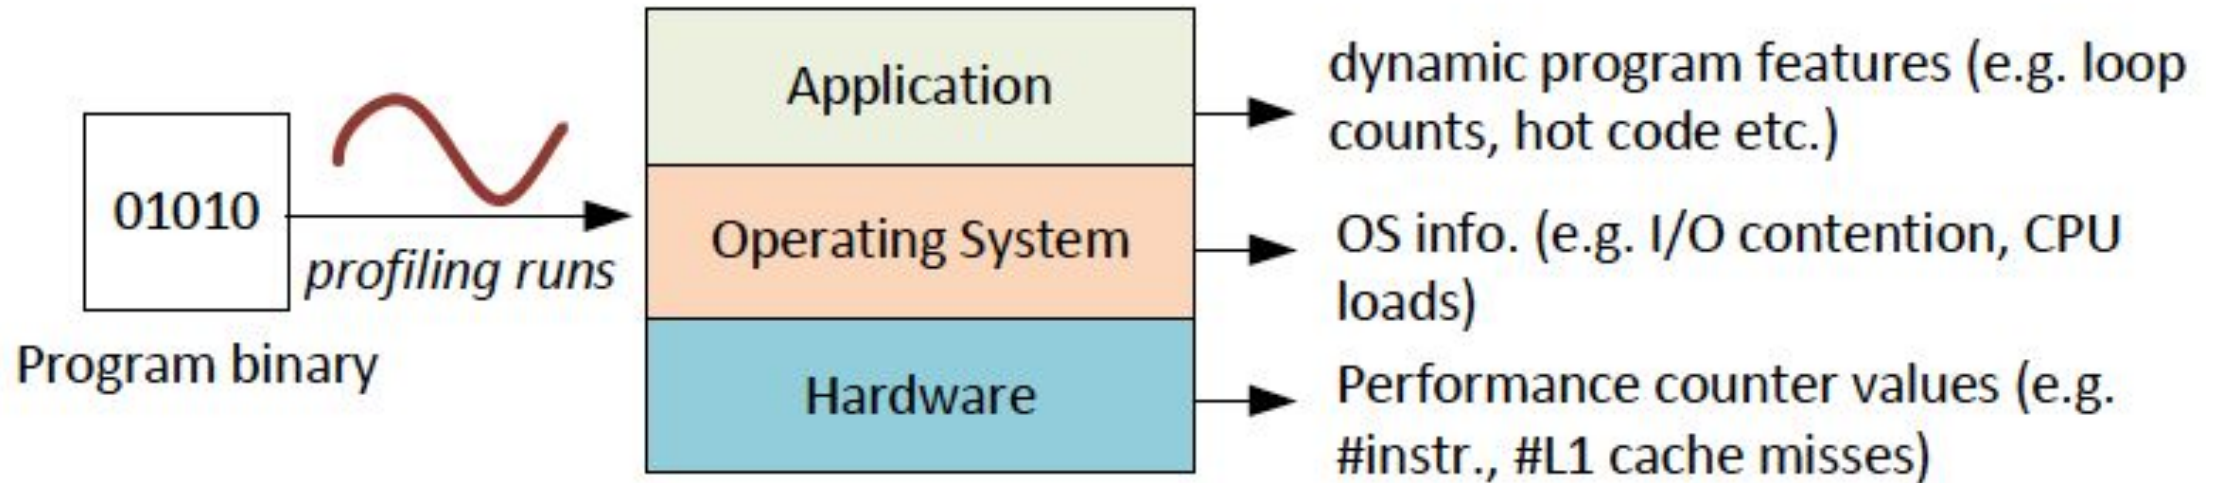 01010
profiling runs
Program binary
Application
Operating System
Hardware
dynamic program features (e.g. loop
counts, hot code etc.)
OS info. (e.g. I/O contention, CPU
loads)
Performance counter values (e.g.
#instr., #L1 cache misses)